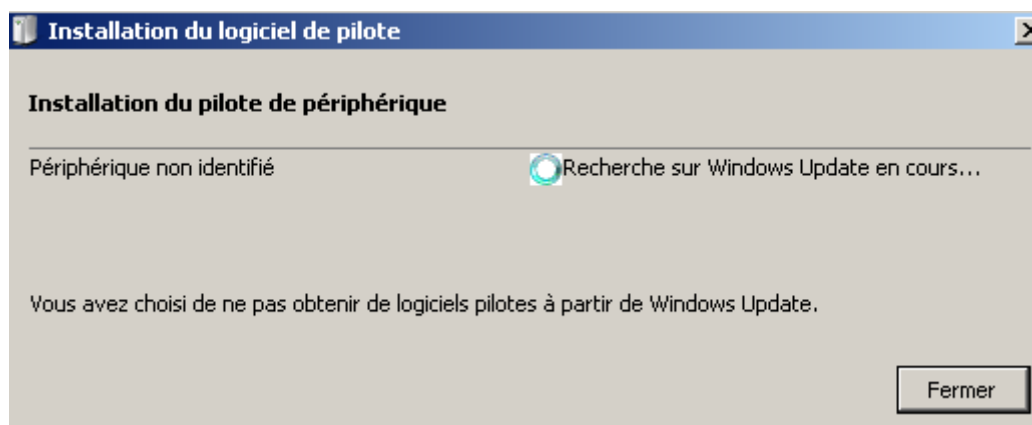 Installation du logiciel de pilote
Installation du pilote de périphérique
Périphérique non identifié Recherche sur Windows Update en cours...
Vous avez choisi de ne pas obtenir de logiciels pilotes à partir de Windows Update.
Fermer